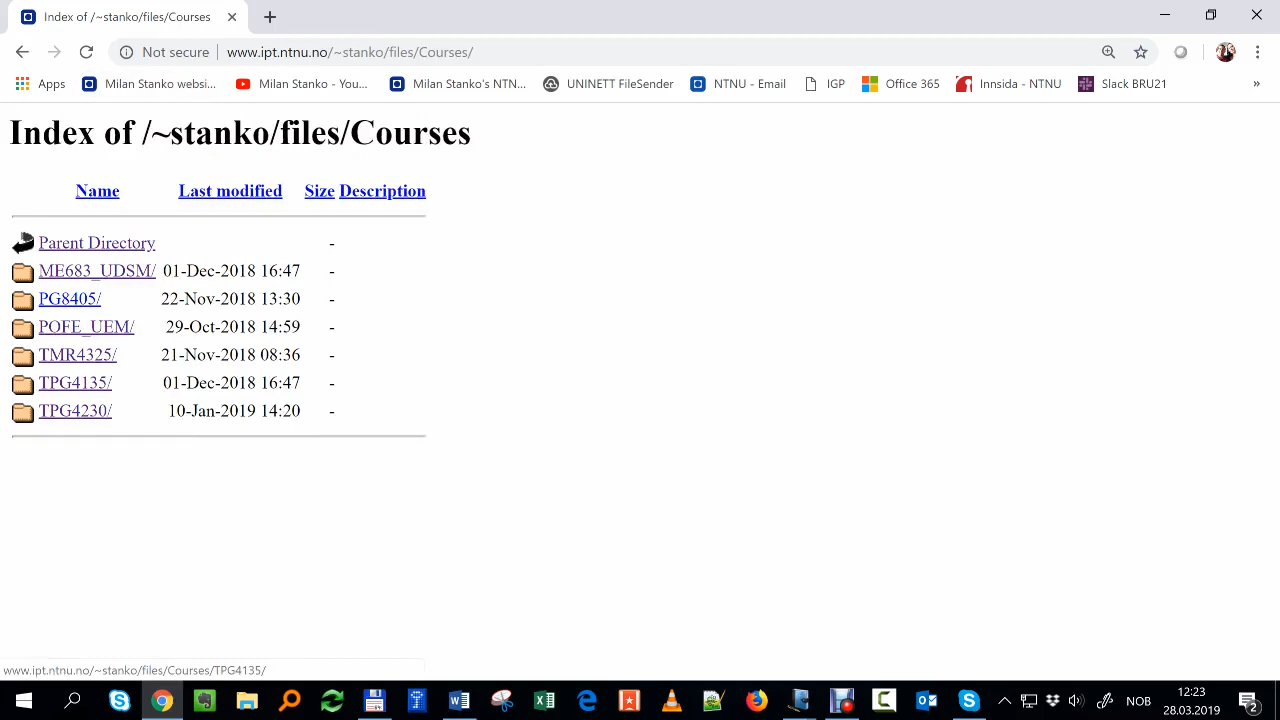 Index of /~stanko/files/Courses
Not secure www.ipt.ntnu.no/~stanko/files/Courses/
Apps Milan Stanko websi... Milan Stanko - You... Milan Stanko's NTN... UNINETT FileSender NTNU - Email IGP Office 365 Innsida - NTNU Slack BRU21 »
Index of /~stanko/files/Courses
Name Last modified Size Description
Parent Directory -
ME683_UDSM/ 01-Dec-2018 16:47 -
PG8405/ 22-Nov-2018 13:30 -
POFE_UEM/ 29-Oct-2018 14:59 -
TMR4325/ 21-Nov-2018 08:36 -
TPG4135/ 01-Dec-2018 16:47 -
TPG4230/ 10-Jan-2019 14:20 -
www.ipt.ntnu.no/~stanko/files/Courses/TPG4135/
NOB 12:23
28.03.2019 2